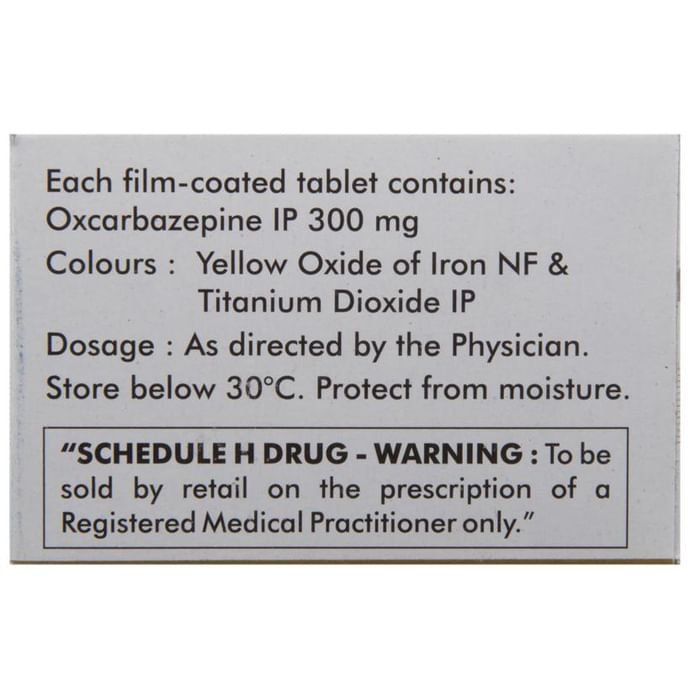 Each film-coated tablet contains:
Oxcarbazepine IP 300 mg
Colours : Yellow Oxide of Iron NF &
Titanium Dioxide IP
Dosage : As directed by the Physician.
Store below 30°C. Protect from moisture.
“SCHEDULE H DRUG - WARNING : To be
sold by retail on the prescription of a
Registered Medical Practitioner only.”